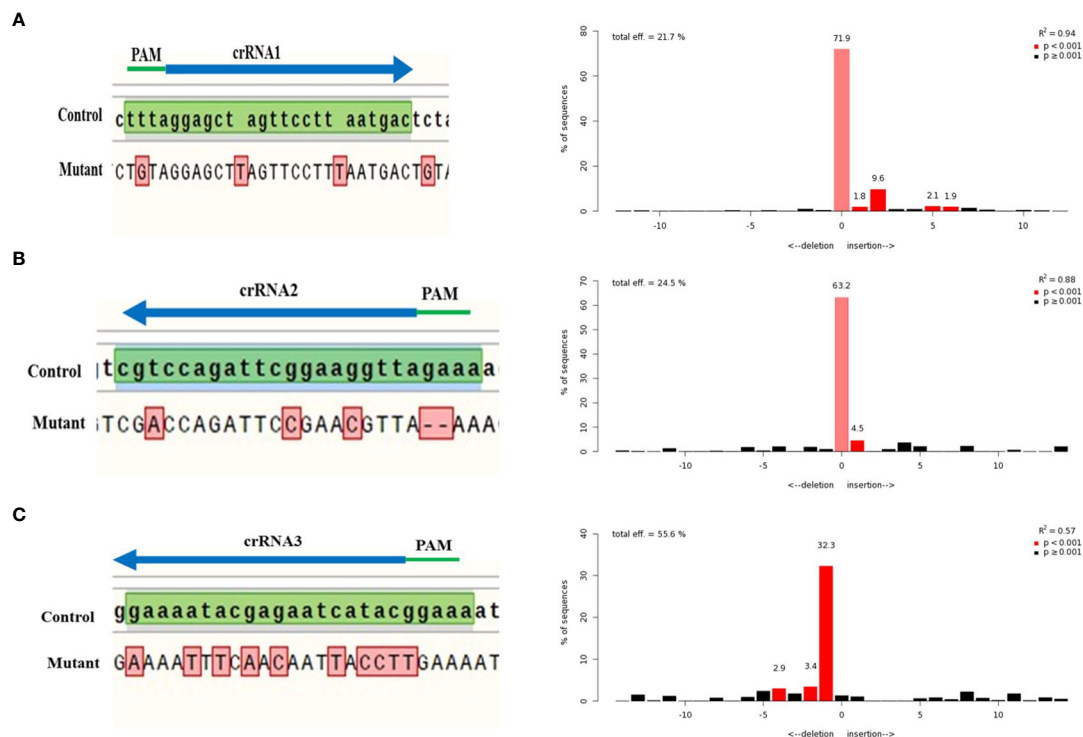 A
PAM crRNA1
Control ctttaggagct agttcctt aatgactcta
Mutant CTGTAGGAGCTTAGTTCCTTTAATGACTGTA
total eff. = 21.7 %
R² = 0.94
p < 0.001
p ≥ 0.001
% of sequences
80
60
40
20
0
71.9
1.8
9.6
2.1
1.9
-10 -5 0 5 10
<--deletion insertion-->
B
crRNA2 PAM
Control tcgtccagattcggaaggttagaaaa
Mutant TCGACCAGATTCCGAACGTTA--AAA
total eff. = 24.5 %
R² = 0.88
p < 0.001
p ≥ 0.001
% of sequences
70
60
50
40
30
20
10
0
63.2
4.5
-10 -5 0 5 10
<--deletion insertion-->
C
crRNA3 PAM
Control ggaaaatacgagaatcatacggaaaat
Mutant GAAAATTTCAACAATTACCTTGAAAAT
total eff. = 55.6 %
R² = 0.57
p < 0.001
p ≥ 0.001
% of sequences
40
30
20
10
0
2.9
3.4
32.3
-10 -5 0 5 10
<--deletion insertion-->